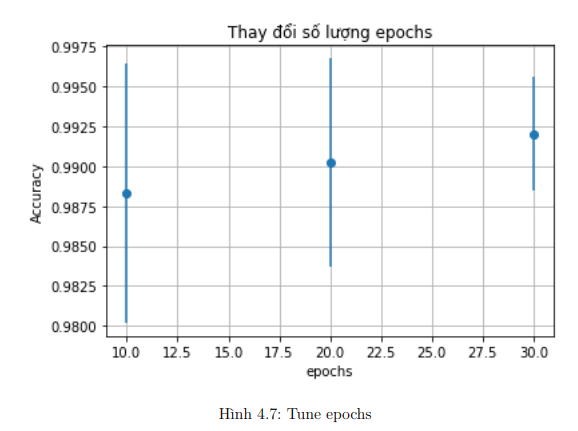 Thay đổi số lượng epochs
0.9975
0.9950
0.9925
0.9900
0.9875
0.9850
0.9825
0.9800
Accuracy
10.0 12.5 15.0 17.5 20.0 22.5 25.0 27.5 30.0
epochs
Hình 4.7: Tune epochs